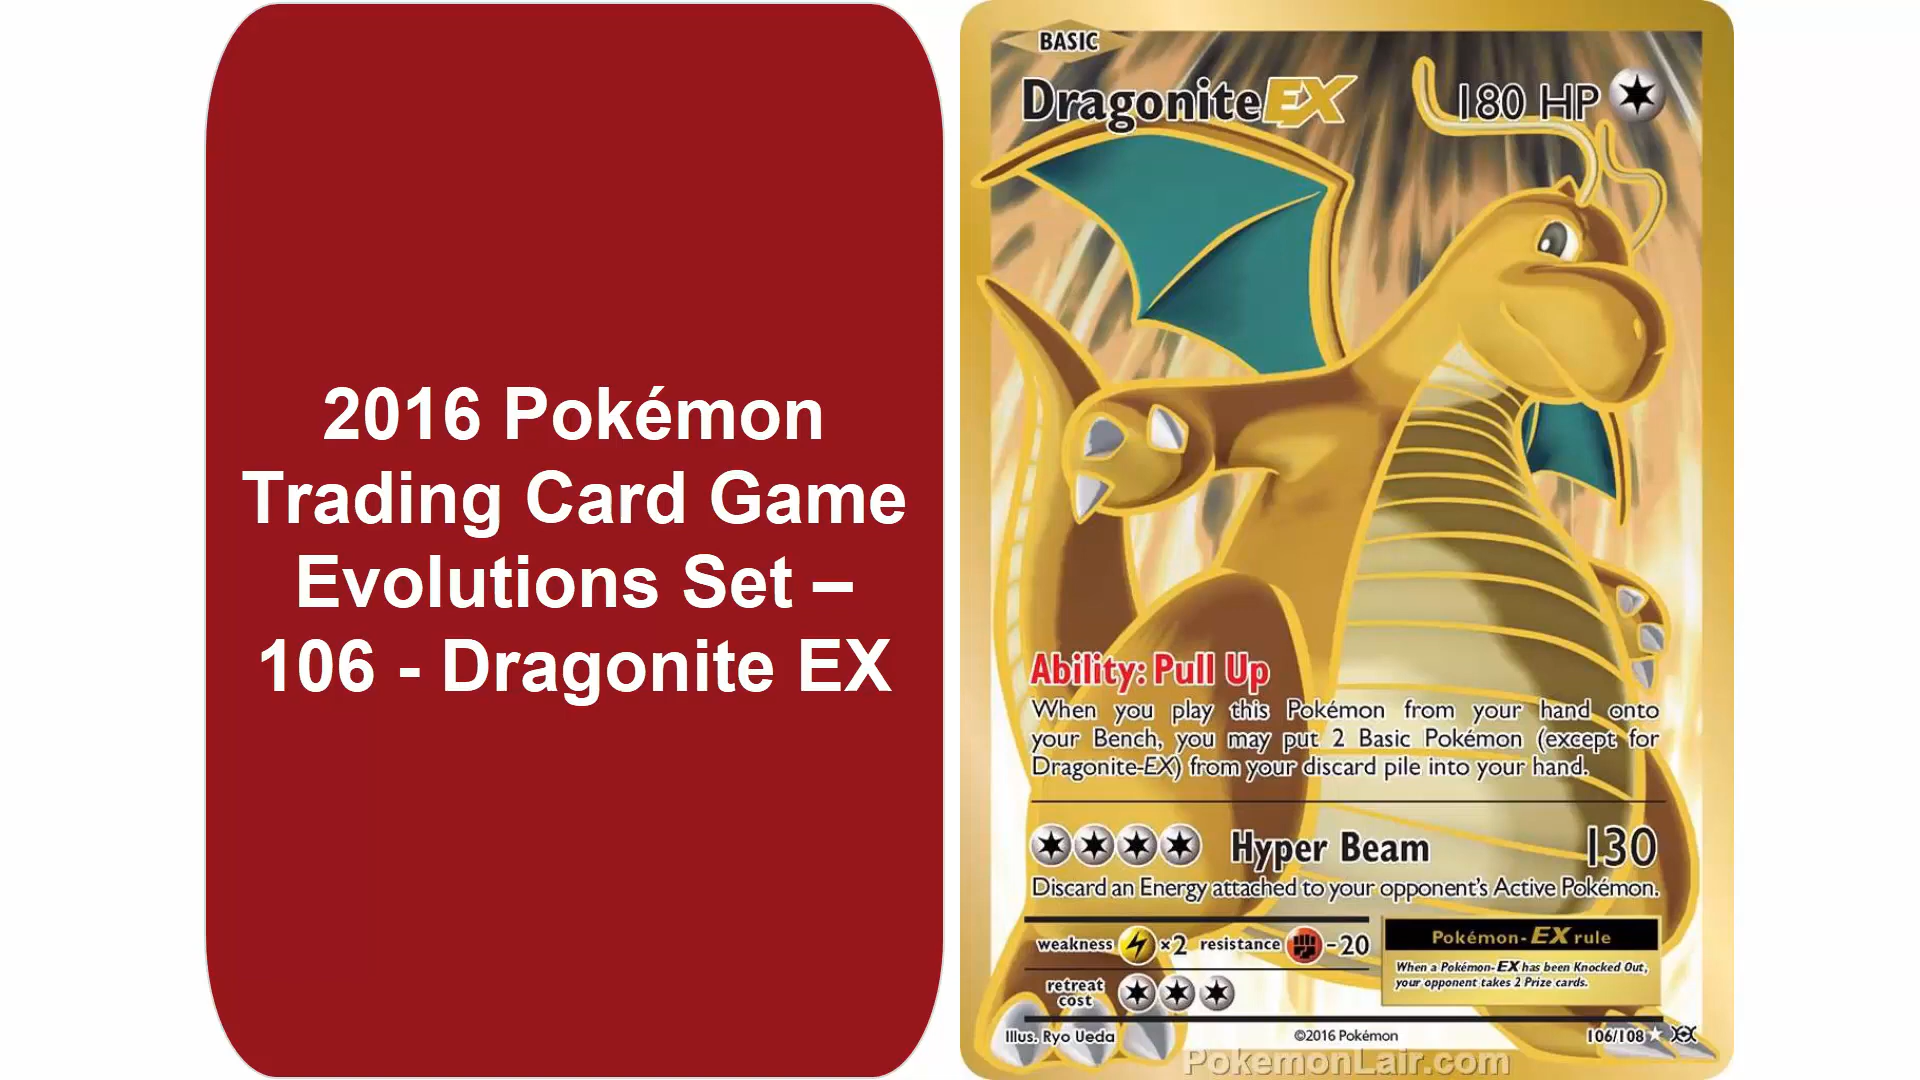 2016 Pokémon
Trading Card Game
Evolutions Set –
106 - Dragonite EX
BASIC
Dragonite EX 180 HP
Ability: Pull Up
When you play this Pokémon from your hand onto
your Bench, you may put 2 Basic Pokémon (except for
Dragonite-EX) from your discard pile into your hand.
Hyper Beam 130
Discard an Energy attached to your opponent's Active Pokémon.
weakness ×2 resistance -20
retreat
cost
Pokémon-EX rule
When a Pokémon-EX has been Knocked Out,
your opponent takes 2 Prize cards.
Illus. Ryo Ueda ©2016 Pokémon 106/108
PokemonLair.com